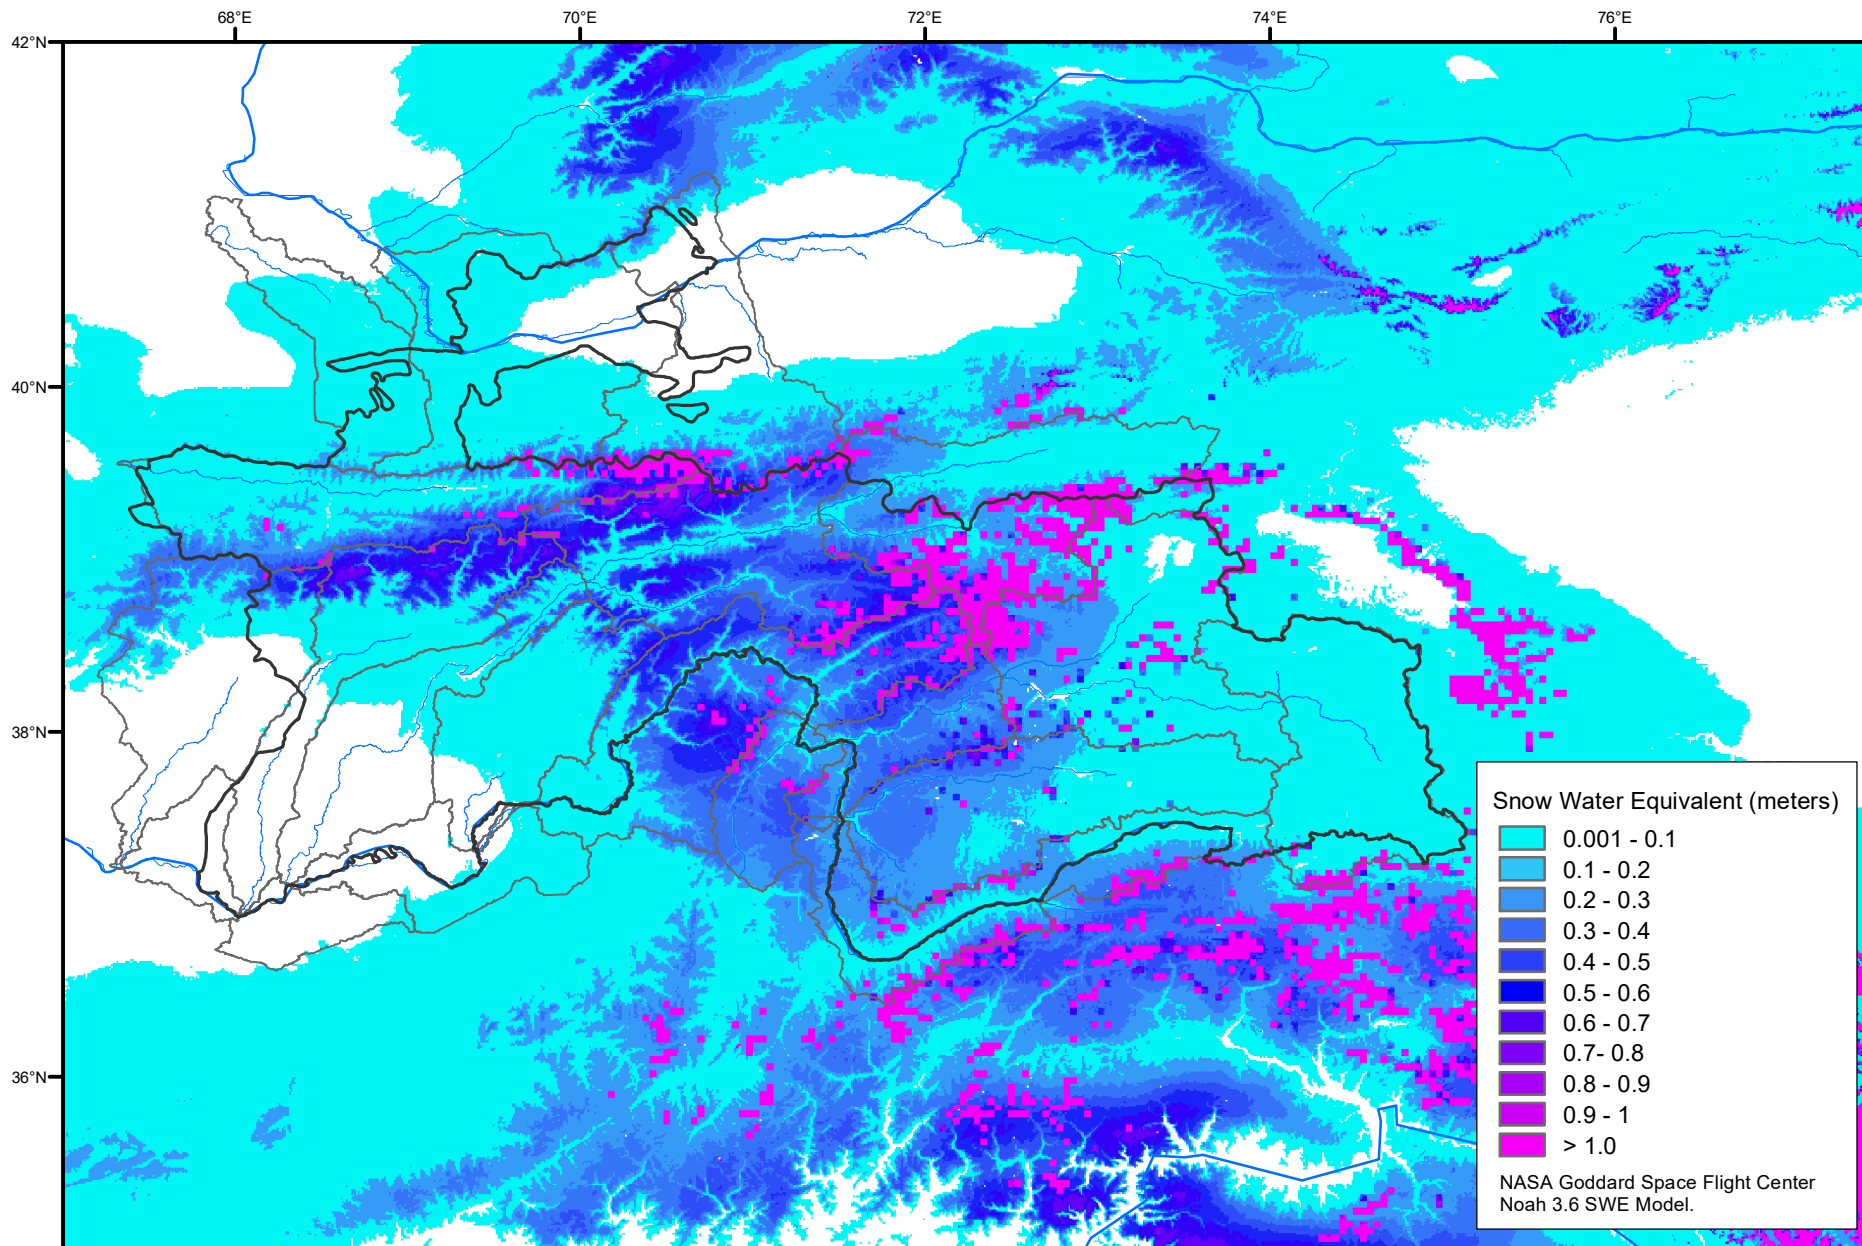 68°E
70°E
72°E
74°E
76°E
42°N
40°N
38°N
36°N
Snow Water Equivalent (meters)
0.001 - 0.1
0.1 - 0.2
0.2 - 0.3
0.3 - 0.4
0.4 - 0.5
0.5 - 0.6
0.6 - 0.7
0.7- 0.8
0.8 - 0.9
0.9 - 1
> 1.0
NASA Goddard Space Flight Center
Noah 3.6 SWE Model.